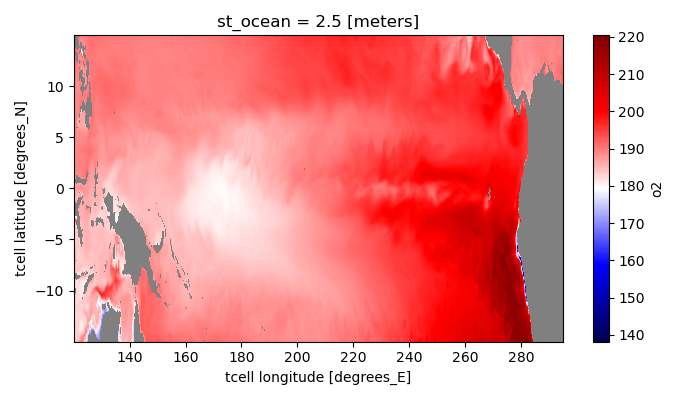 st_ocean = 2.5 [meters]
10
5
0
−5
−10
tcell latitude [degrees_N]
140 160 180 200 220 240 260 280
tcell longitude [degrees_E]
220
210
200
190
180
170
160
150
140
o2